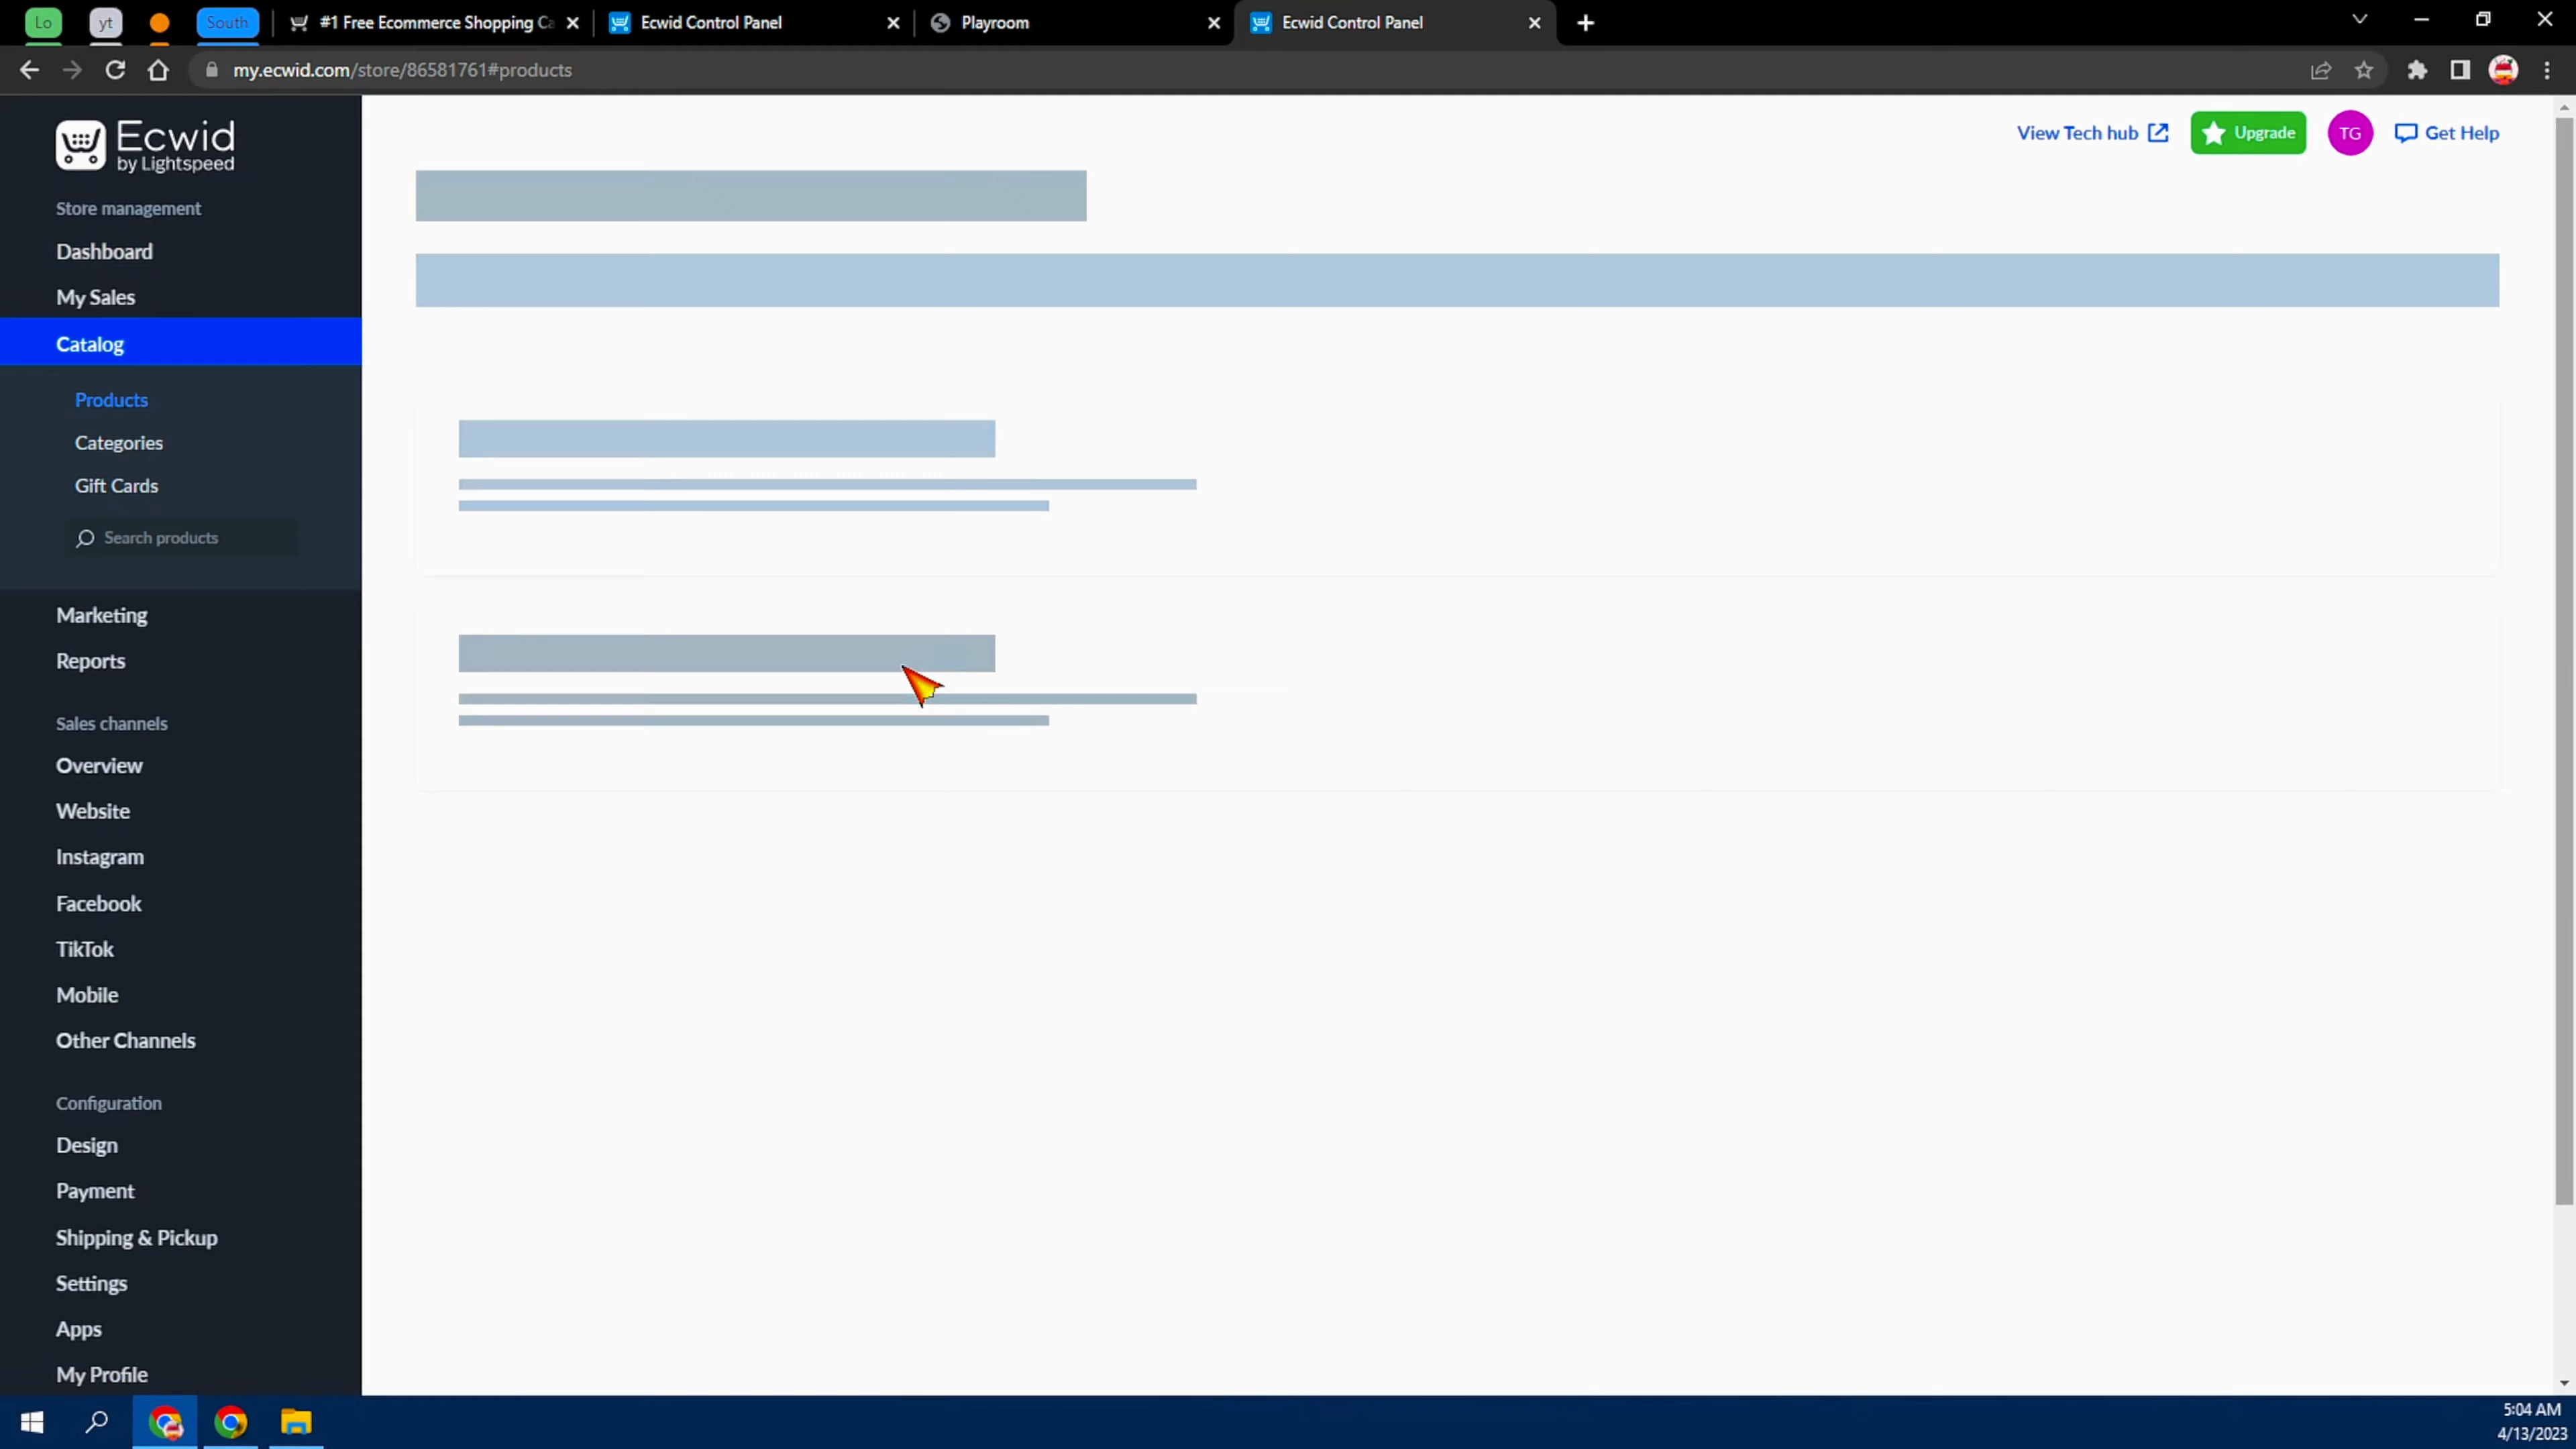 Lo
yt
South
#1 Free Ecommerce Shopping Ca
Ecwid Control Panel
Playroom
Ecwid Control Panel
my.ecwid.com/store/86581761#products
Ecwid
by Lightspeed
View Tech hub
Upgrade
TG
Get Help
Store management
Dashboard
My Sales
Catalog
Products
Categories
Gift Cards
Search products
Marketing
Reports
Sales channels
Overview
Website
Instagram
Facebook
TikTok
Mobile
Other Channels
Configuration
Design
Payment
Shipping & Pickup
Settings
Apps
My Profile
5:04 AM
4/13/2023